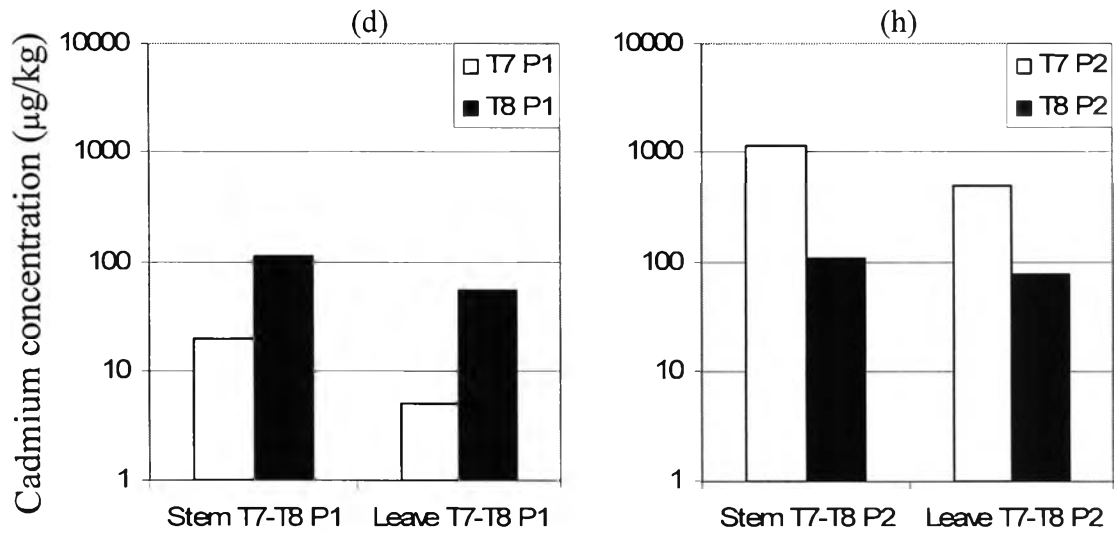 Cadmium concentration (µg/kg)
(d)
10000
1000
100
10
1
T7 P1
T8 P1
Stem T7-T8 P1
Leave T7-T8 P1
(h)
10000
1000
100
10
1
T7 P2
T8 P2
Stem T7-T8 P2
Leave T7-T8 P2